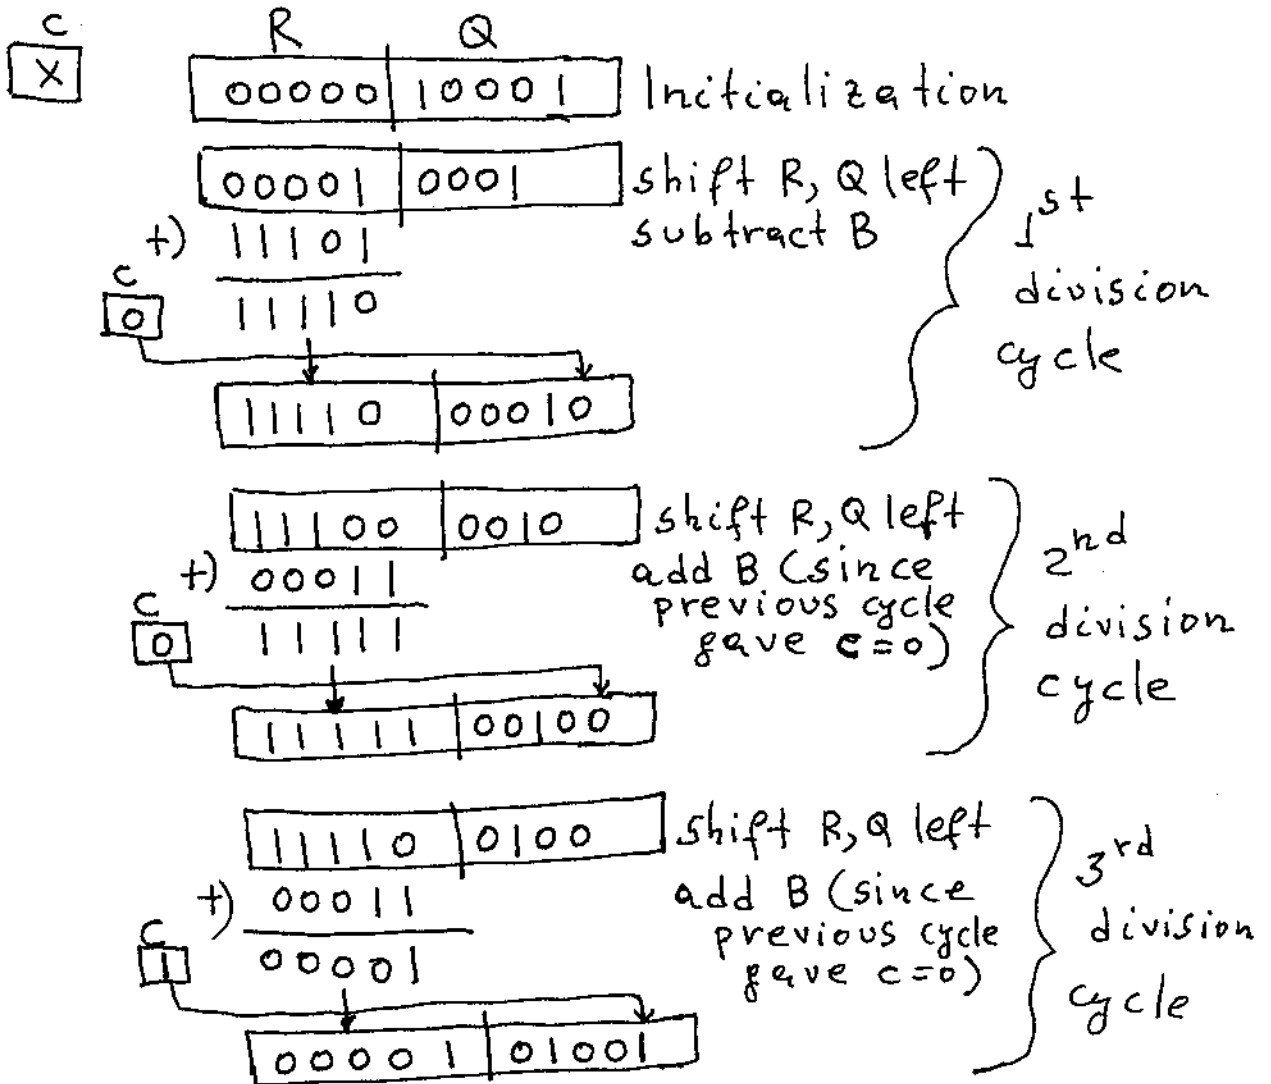 C
X
R Q
00000 10001 Initialization
00001 0001 shift R, Q left
+) 11101 subtract B
1st division cycle
C
0 11110
11110 00010
11100 0010 shift R, Q left
+) 00011 add B (since
previous cycle
gave c=0)
2nd division cycle
C
0 11111
11111 00100
11110 0100 shift R, Q left
+) 00011 add B (since
previous cycle
gave c=0)
3rd division cycle
C
1 00001
00001 01001